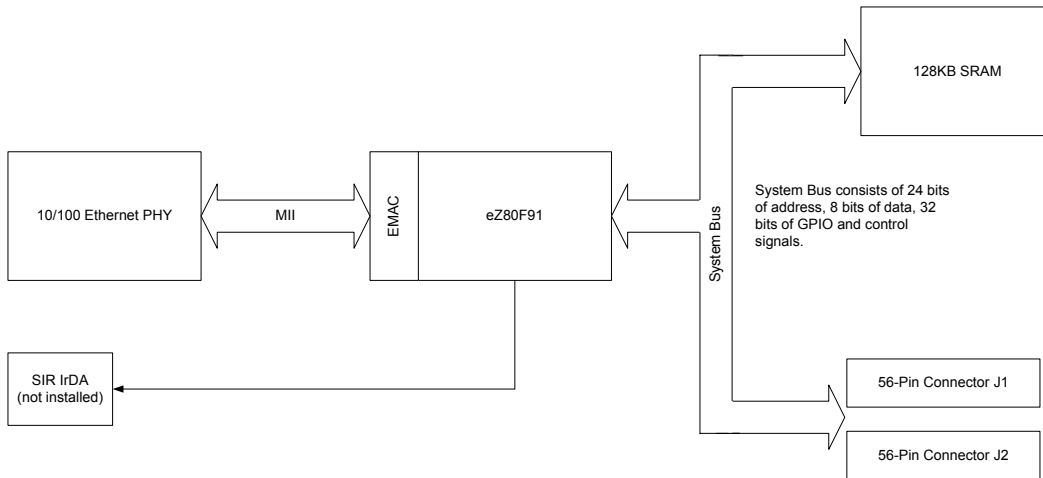 128KB SRAM
10/100 Ethernet PHY
MII
EMAC
eZ80F91
System Bus
System Bus consists of 24 bits
of address, 8 bits of data, 32
bits of GPIO and control
signals.
SIR IrDA
(not installed)
56-Pin Connector J1
56-Pin Connector J2